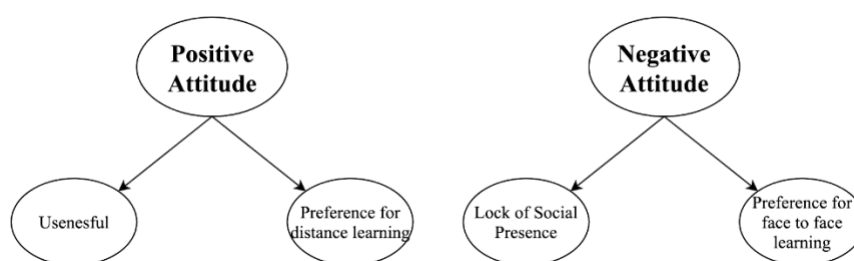 Positive
Attitude
Negative
Attitude
Usenesful
Preference for
distance learning
Lock of Social
Presence
Preference for
face to face
learning